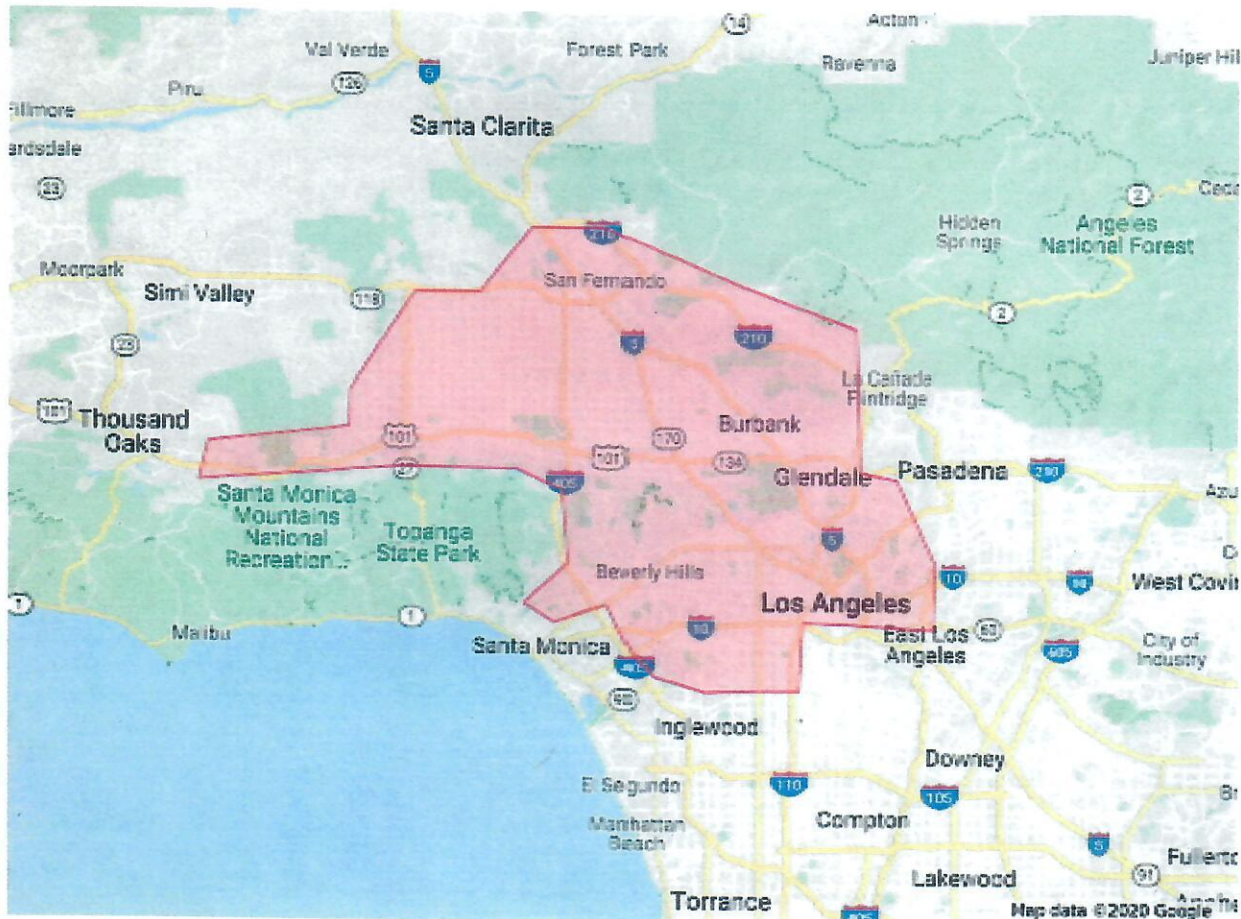 Acton
14
Val Verde
Forest Park
Ravenna
Juniper Hil
5
126
Piru
Fillmore
Santa Clarita
ardsdale
23
2
Hidden
Springs
Angeles
National Forest
210
Moorpark
Simi Valley
118
San Fernando
2
23
5
210
La Cañada
Flintridge
101
Thousand
Oaks
101
Burbank
170
101
134
27
Glendale
Pasadena
210
405
Santa Monica
Mountains
National
Recreation...
Topanga
State Park
5
Beverly Hills
10
West Covin
1
Los Angeles
1
Malibu
10
60
Santa Monica
East Los
Angeles
City of
Industry
405
605
Inglewood
Downey
El Segundo
110
105
Manhattan
Beach
Compton
5
Fullerto
91
Lakewood
Torrance
405
Map data ©2020 Google